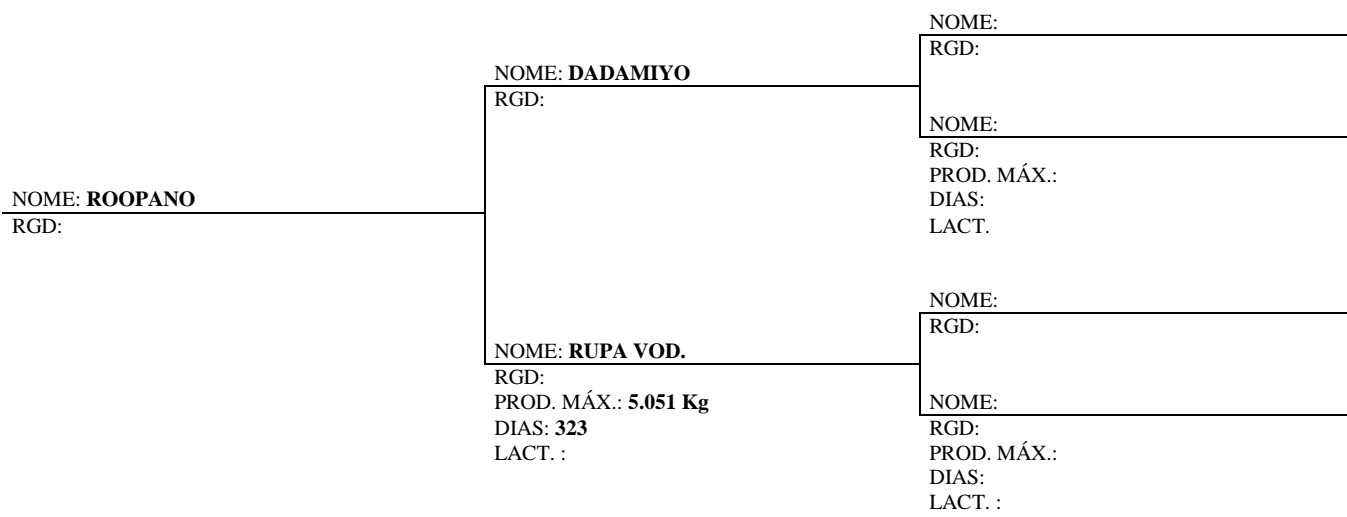 NOME:
RGD:
NOME: DADAMIYO
RGD:
NOME:
RGD:
PROD. MÁX.:
DIAS:
LACT.
NOME: ROOPANO
RGD:
NOME:
RGD:
NOME: RUPA VOD.
RGD:
PROD. MÁX.: 5.051 Kg
DIAS: 323
LACT. :
NOME:
RGD:
PROD. MÁX.:
DIAS:
LACT. :